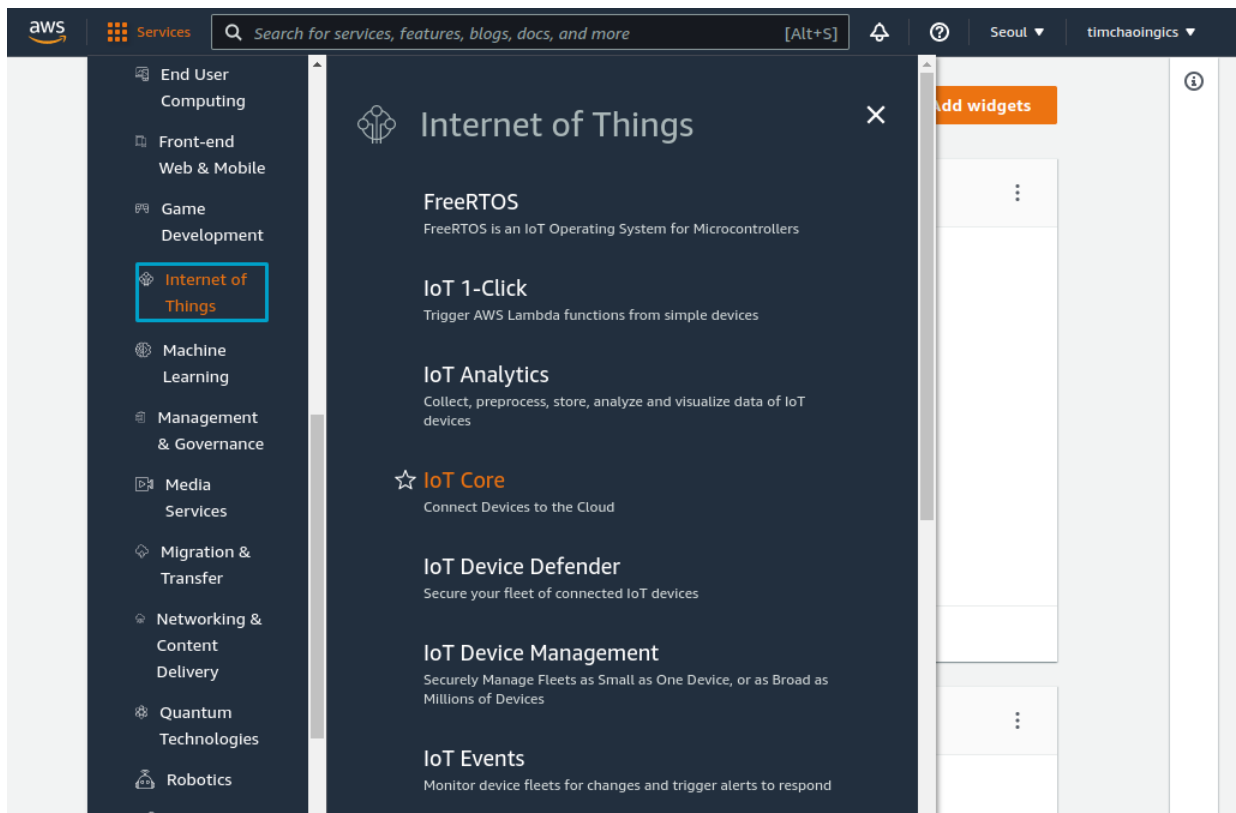 aws
Services
Search for services, features, blogs, docs, and more
[Alt+S]
Seoul ▼
timchaoingics ▼
End User
Computing
Front-end
Web & Mobile
Game
Development
Internet of
Things
Machine
Learning
Management
& Governance
Media
Services
Migration &
Transfer
Networking &
Content
Delivery
Quantum
Technologies
Robotics
Internet of Things
FreeRTOS
FreeRTOS is an IoT Operating System for Microcontrollers
IoT 1-Click
Trigger AWS Lambda functions from simple devices
IoT Analytics
Collect, preprocess, store, analyze and visualize data of IoT
devices
IoT Core
Connect Devices to the Cloud
IoT Device Defender
Secure your fleet of connected IoT devices
IoT Device Management
Securely Manage Fleets as Small as One Device, or as Broad as
Millions of Devices
IoT Events
Monitor device fleets for changes and trigger alerts to respond
Add widgets